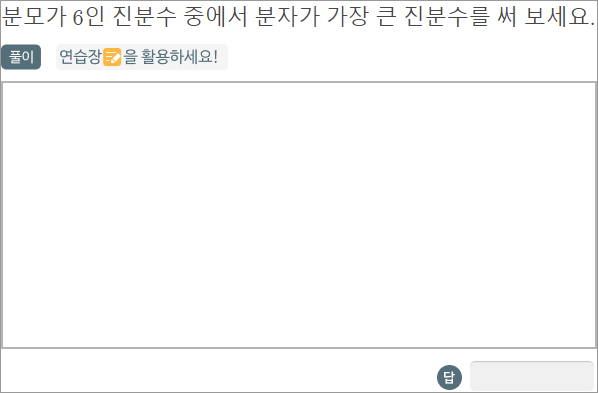 분모가 6인 진분수 중에서 분자가 가장 큰 진분수를 써 보세요.
풀이 연습장을 활용하세요!
답